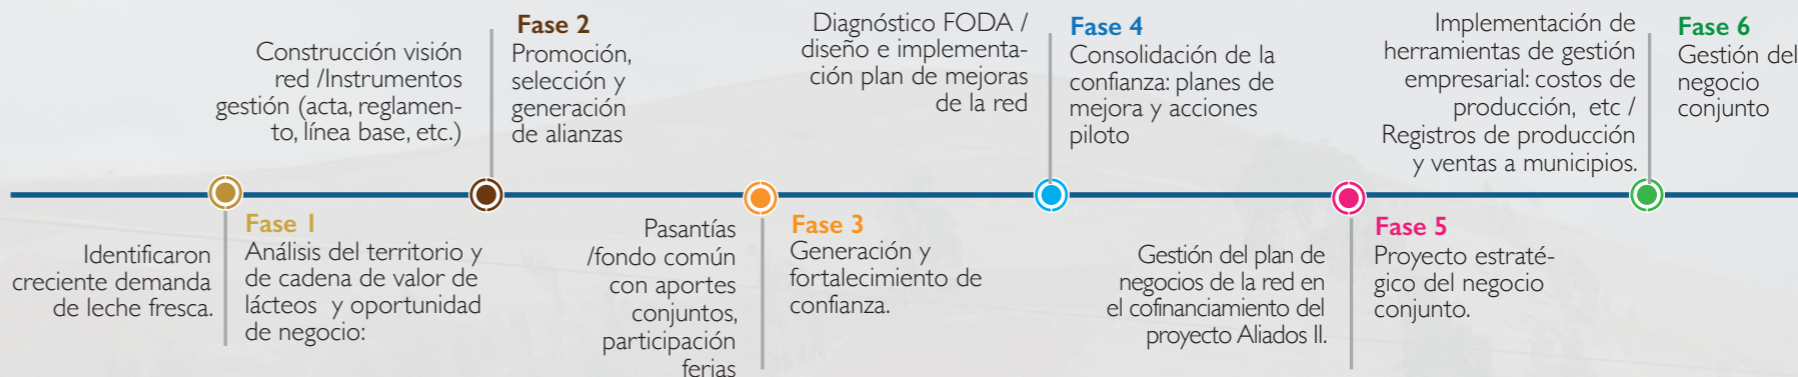 Identificaron
creciente demanda
de leche fresca.
Fase 1
Análisis del territorio y
de cadena de valor de
lácteos y oportunidad
de negocio:
Construcción visión
red /Instrumentos
gestión (acta, reglamen-
to, línea base, etc.)
Fase 2
Promoción,
selección y
generación
de alianzas
Pasantías
/fondo común
con aportes
conjuntos,
participación
ferias
Fase 3
Generación y
fortalecimiento de
confianza.
Diagnóstico FODA /
diseño e implementa-
ción plan de mejoras
de la red
Fase 4
Consolidación de la
confianza: planes de
mejora y acciones
piloto
Gestión del plan de
negocios de la red en
el cofinanciamiento del
proyecto Aliados II.
Fase 5
Proyecto estraté-
gico del negocio
conjunto.
Implementación de
herramientas de gestión
empresarial: costos de
producción, etc /
Registros de producción
y ventas a municipios.
Fase 6
Gestión del
negocio
conjunto